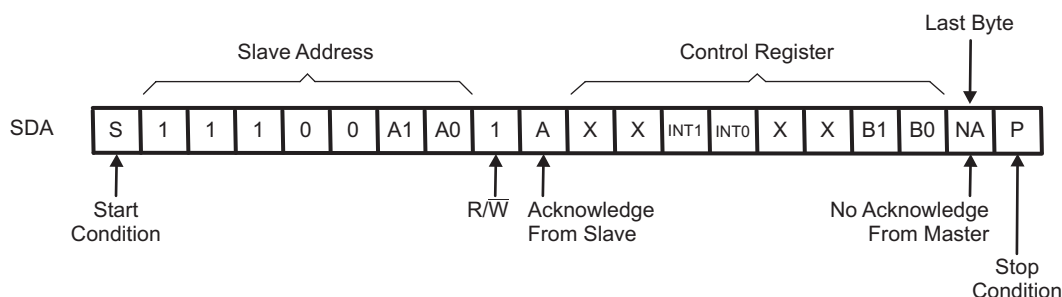 Last Byte
Slave Address
Control Register
SDA
S 1 1 1 0 0 A1 A0 1 A X X INT1 INT0 X X B1 B0 NA P
Start
Condition
R/W̅
Acknowledge
From Slave
No Acknowledge
From Master
Stop
Condition